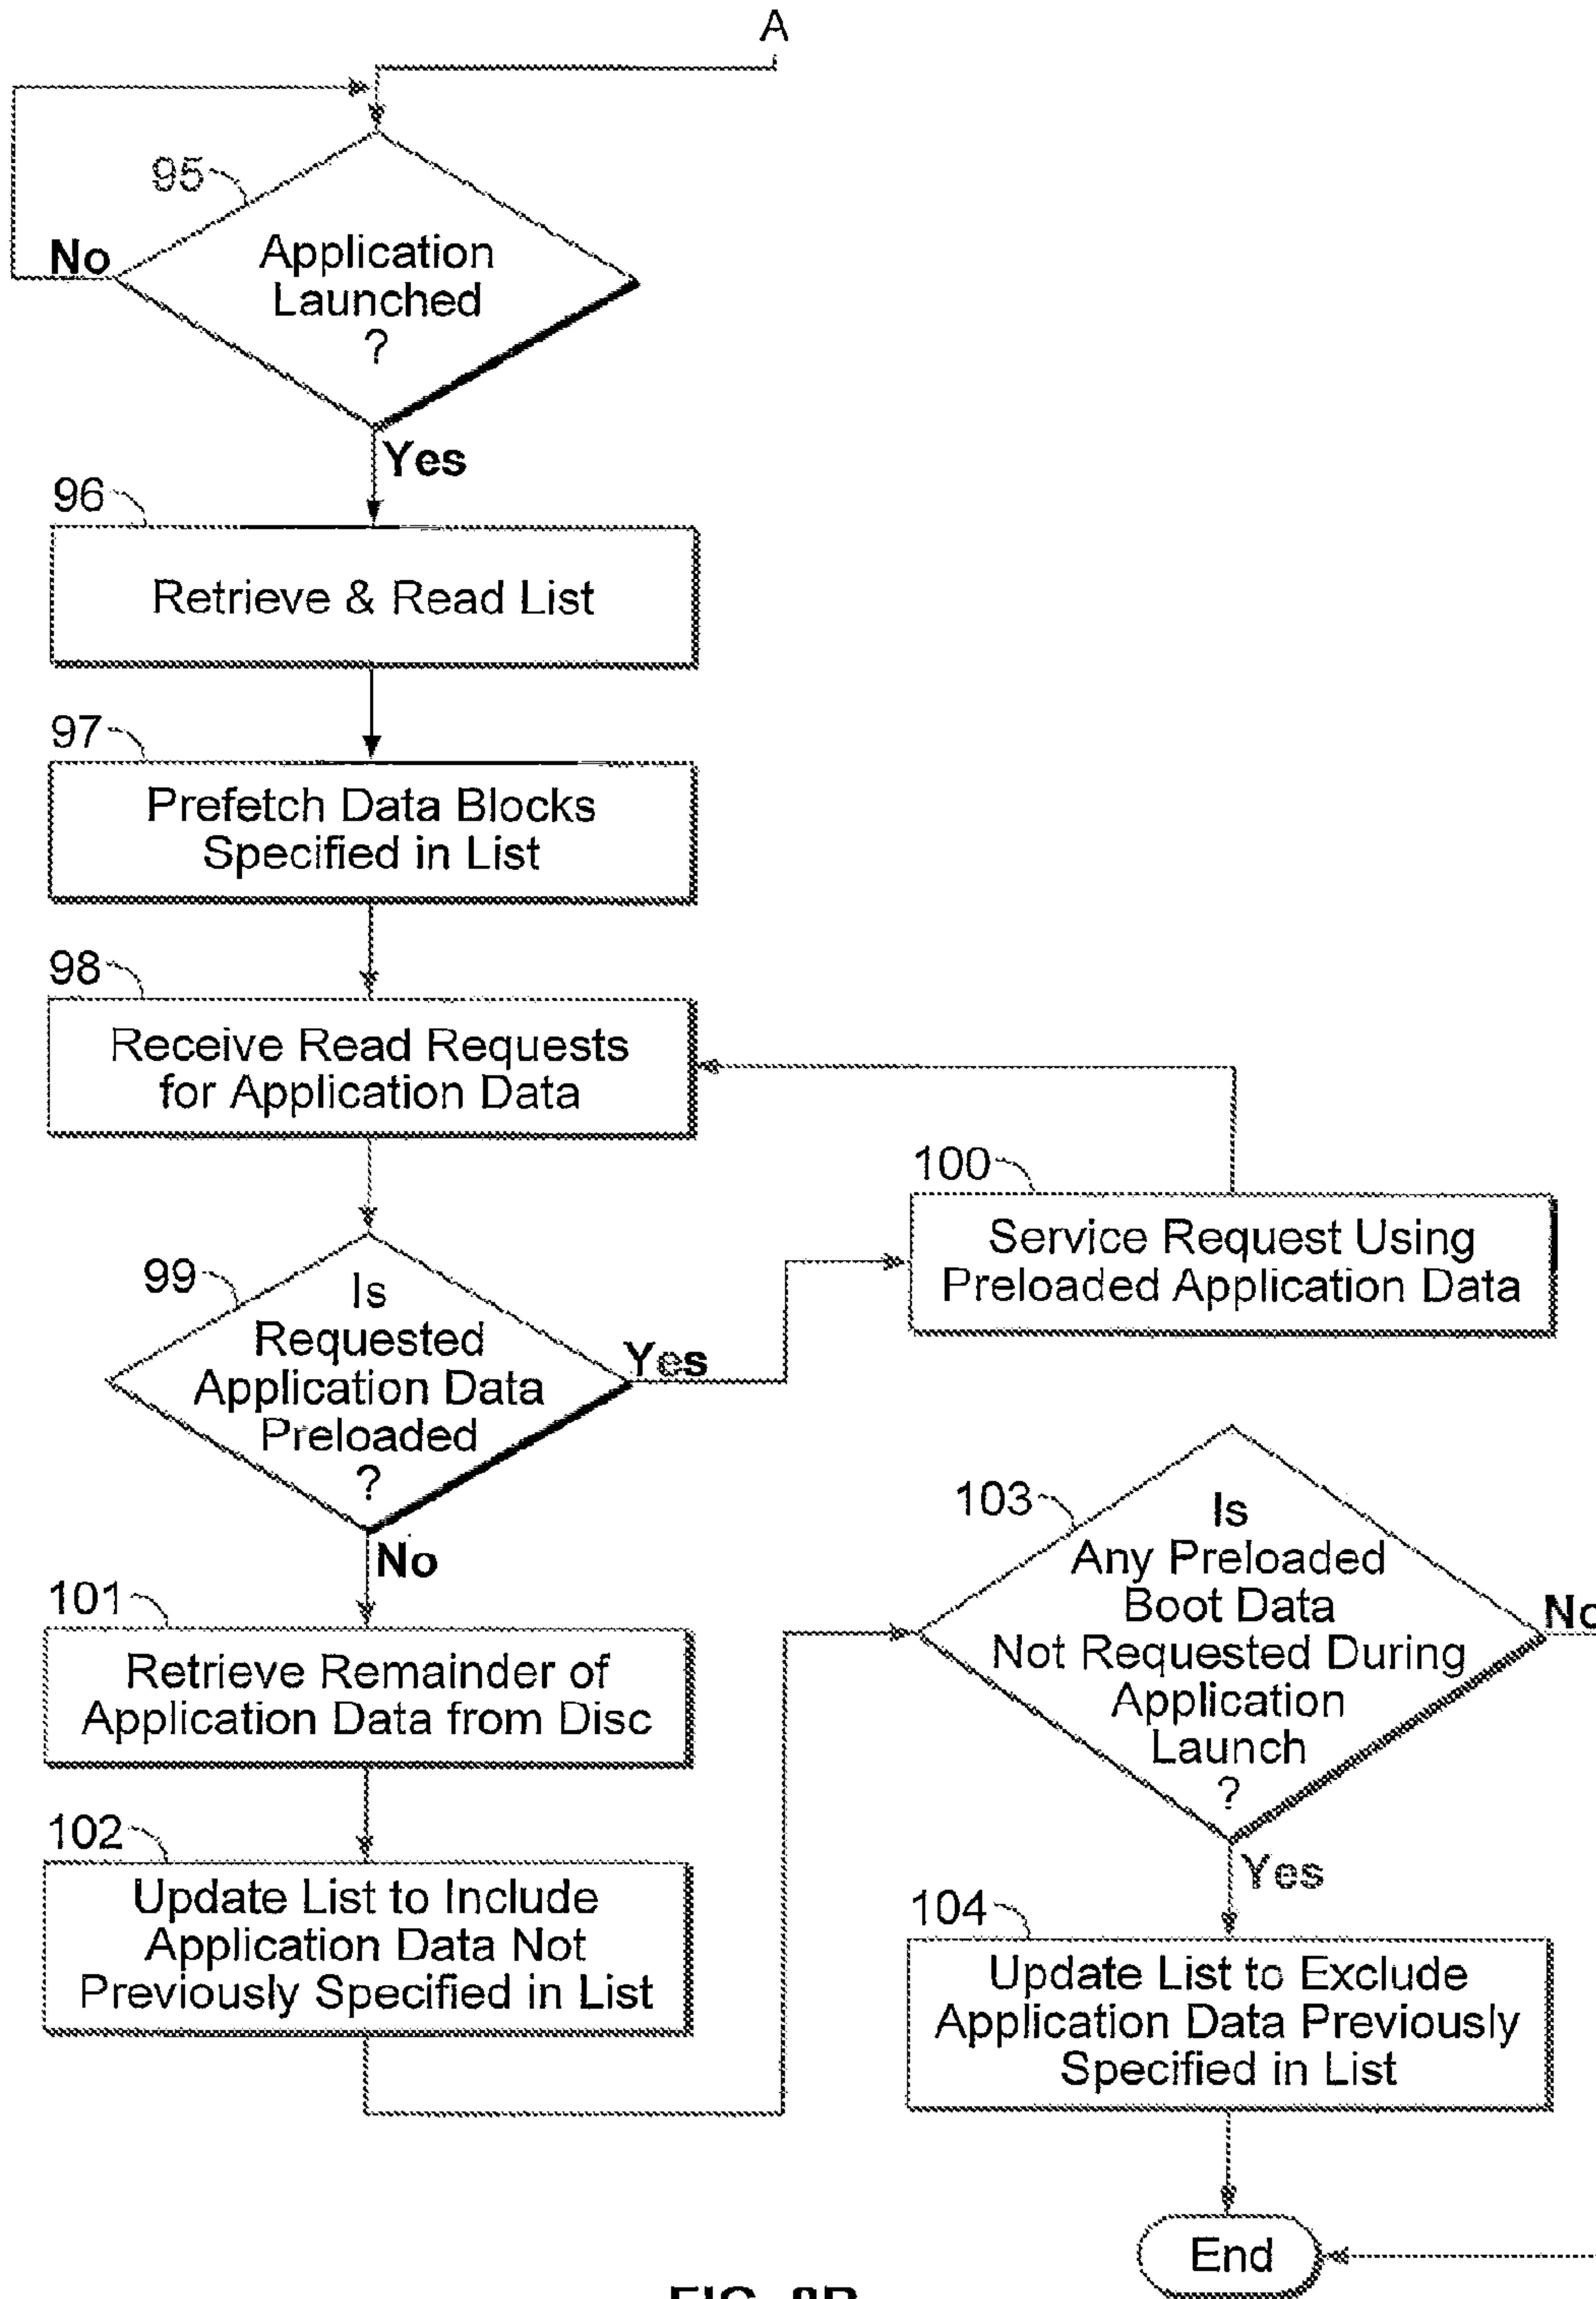 A
95
Application
Launched
?
No
Yes
96
Retrieve & Read List
97
Prefetch Data Blocks
Specified in List
98
Receive Read Requests
for Application Data
99
Is
Requested
Application Data
Preloaded
?
Yes
No
100
Service Request Using
Preloaded Application Data
101
Retrieve Remainder of
Application Data from Disc
102
Update List to Include
Application Data Not
Previously Specified in List
103
Is
Any Preloaded
Boot Data
Not Requested During
Application
Launch
?
No
Yes
104
Update List to Exclude
Application Data Previously
Specified in List
End